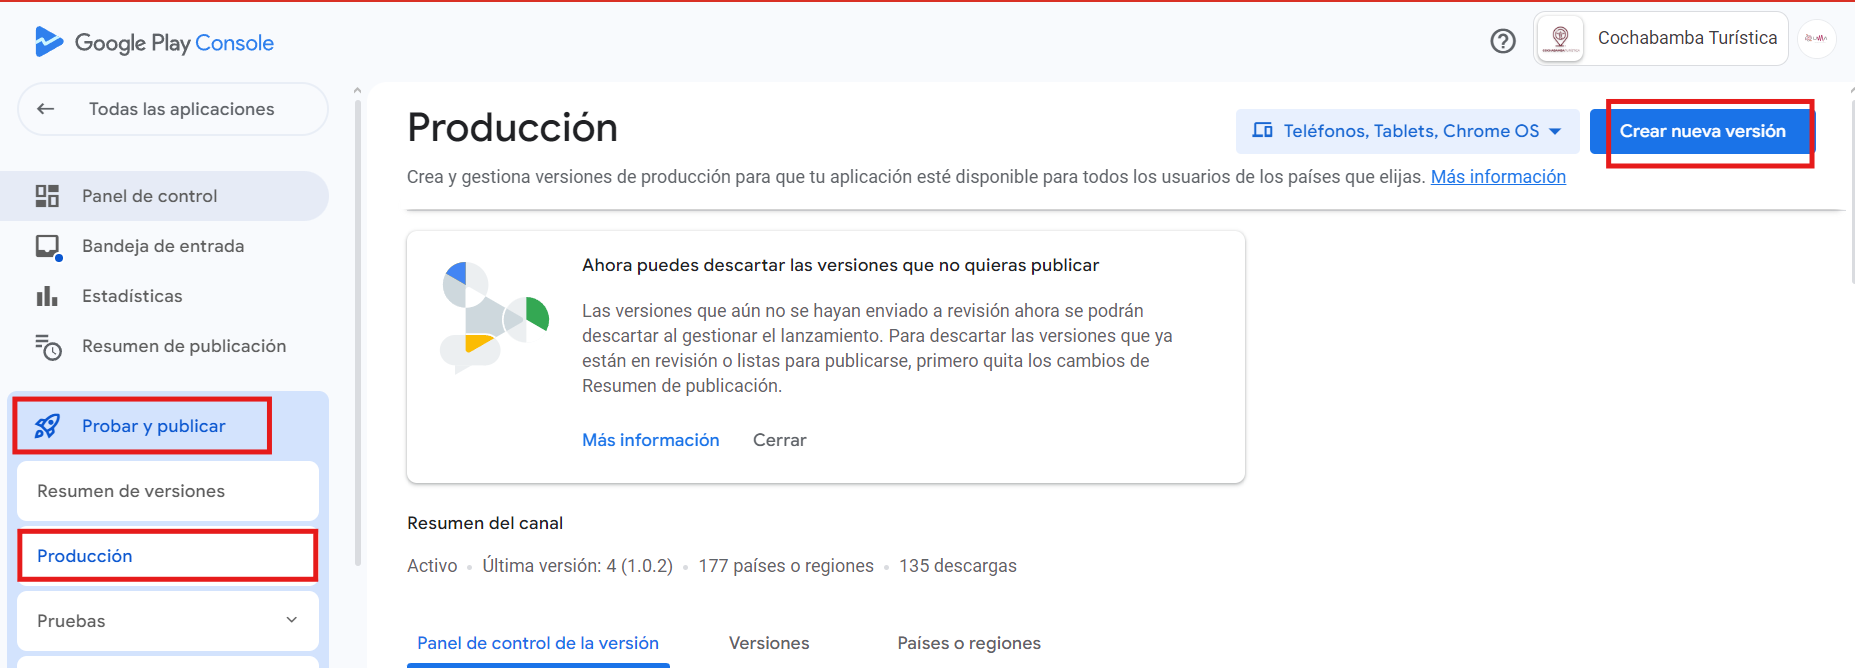 Google Play Console
Cochabamba Turística
Todas las aplicaciones
Panel de control
Bandeja de entrada
Estadísticas
Resumen de publicación
Probar y publicar
Resumen de versiones
Producción
Pruebas
Producción
Teléfonos, Tablets, Chrome OS
Crear nueva versión
Crea y gestiona versiones de producción para que tu aplicación esté disponible para todos los usuarios de los países que elijas. Más información
Ahora puedes descartar las versiones que no quieras publicar
Las versiones que aún no se hayan enviado a revisión ahora se podrán
descartar al gestionar el lanzamiento. Para descartar las versiones que ya
están en revisión o listas para publicarse, primero quita los cambios de
Resumen de publicación.
Más información Cerrar
Resumen del canal
Activo • Última versión: 4 (1.0.2) • 177 países o regiones • 135 descargas
Panel de control de la versión Versiones Países o regiones